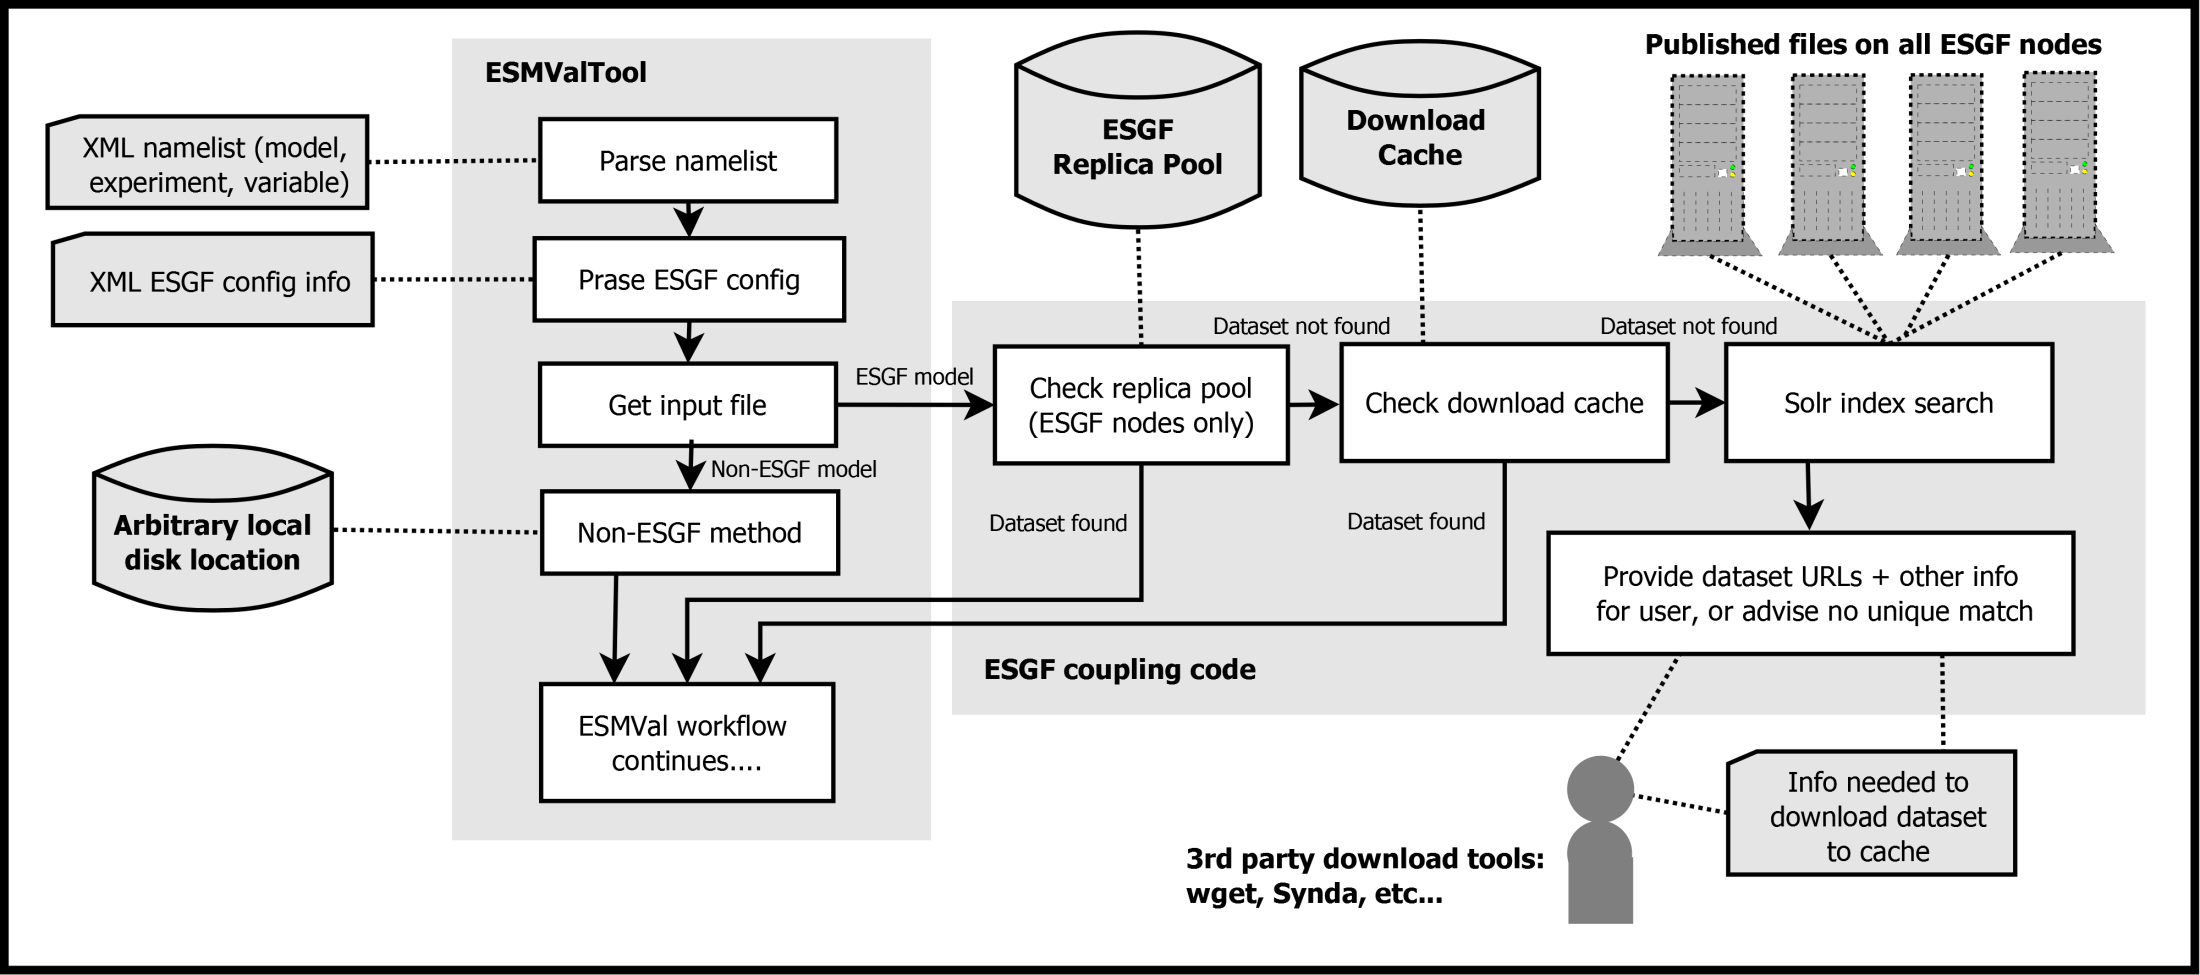 ESMValTool
XML namelist (model,
experiment, variable)
Parse namelist
XML ESGF config info
Prase ESGF config
Get input file
ESGF model
Non-ESGF model
Arbitrary local
disk location
Non-ESGF method
ESMVal workflow
continues....
ESGF
Replica Pool
Download
Cache
Published files on all ESGF nodes
Dataset not found
Dataset not found
Check replica pool
(ESGF nodes only)
Check download cache
Solr index search
Dataset found
Dataset found
Provide dataset URLs + other info
for user, or advise no unique match
ESGF coupling code
Info needed to
download dataset
to cache
3rd party download tools:
wget, Synda, etc...